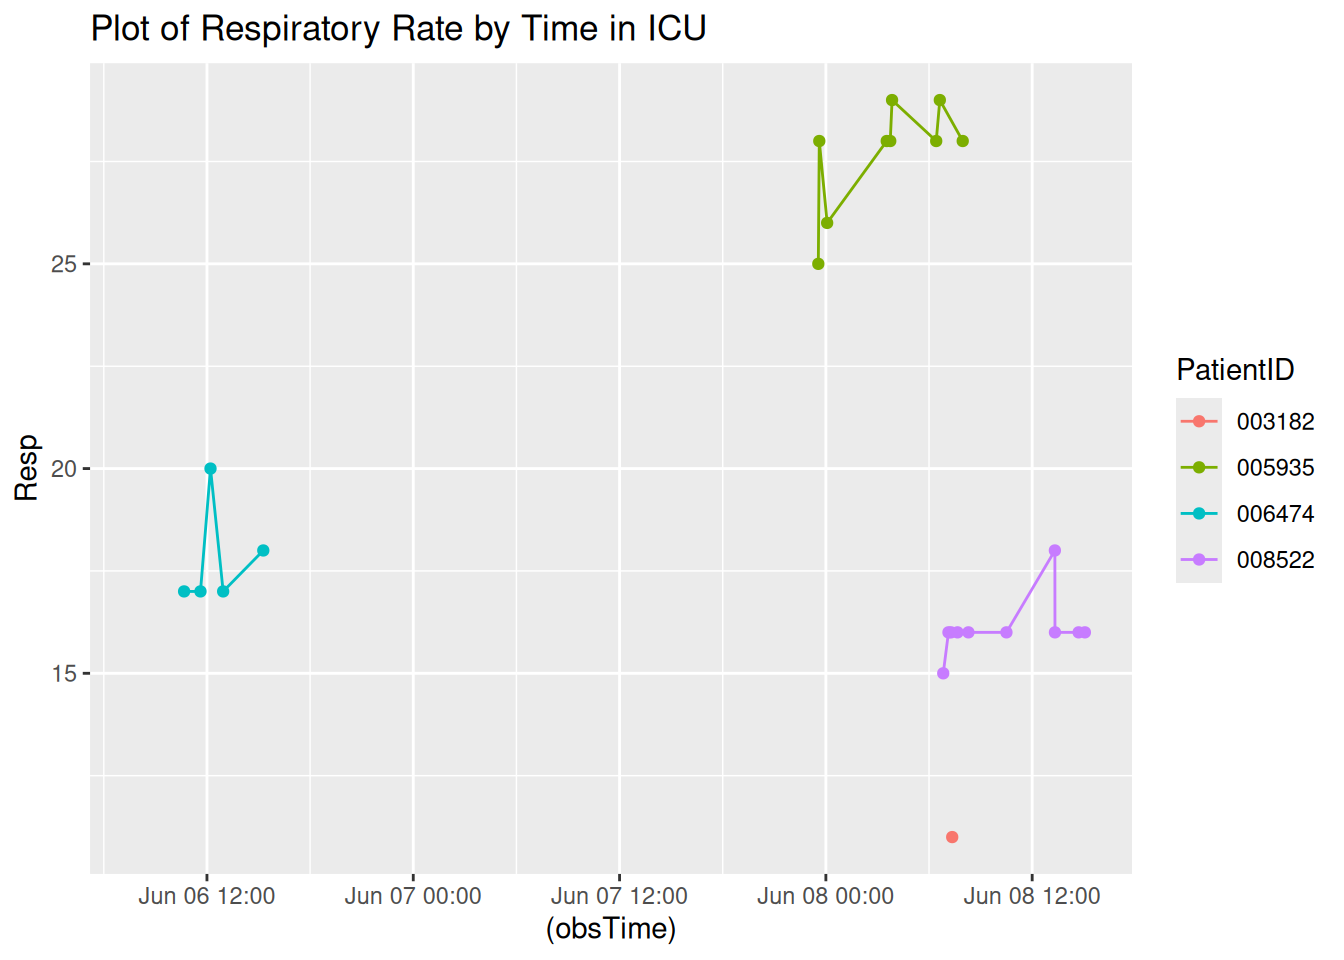 Plot of Respiratory Rate by Time in ICU
Resp
25
20
15
Jun 06 12:00
Jun 07 00:00
Jun 07 12:00
Jun 08 00:00
Jun 08 12:00
(obsTime)
PatientID
003182
005935
006474
008522